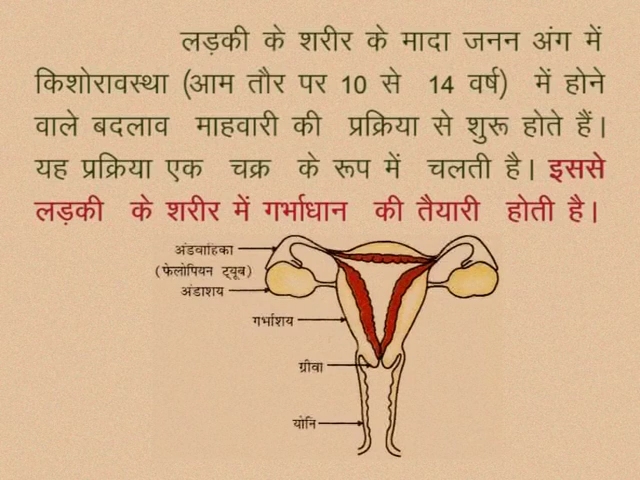 लड़की के शरीर के मादा जनन अंग में
किशोरावस्था (आम तौर पर 10 से 14 वर्ष) में होने
वाले बदलाव माहवारी की प्रक्रिया से शुरू होते हैं।
यह प्रक्रिया एक चक्र के रूप में चलती है। इससे
लड़की के शरीर में गर्भाधान की तैयारी होती है।
अंडवाहिका
(फेलोपियन ट्यूब)
अंडाशय
गर्भाशय
ग्रीवा
योनि